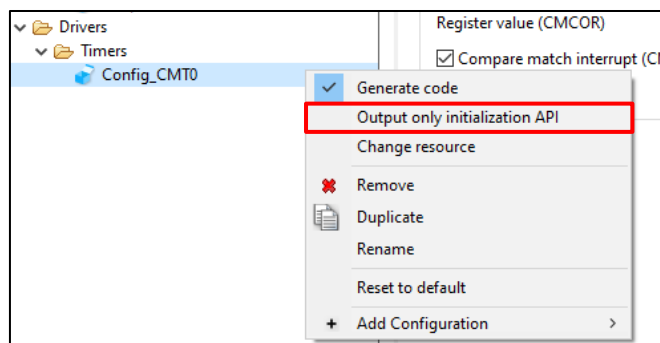 Drivers
Timers
Config_CMT0
Register value (CMCOR)
Compare match interrupt (
Generate code
Output only initialization API
Change resource
Remove
Duplicate
Rename
Reset to default
Add Configuration